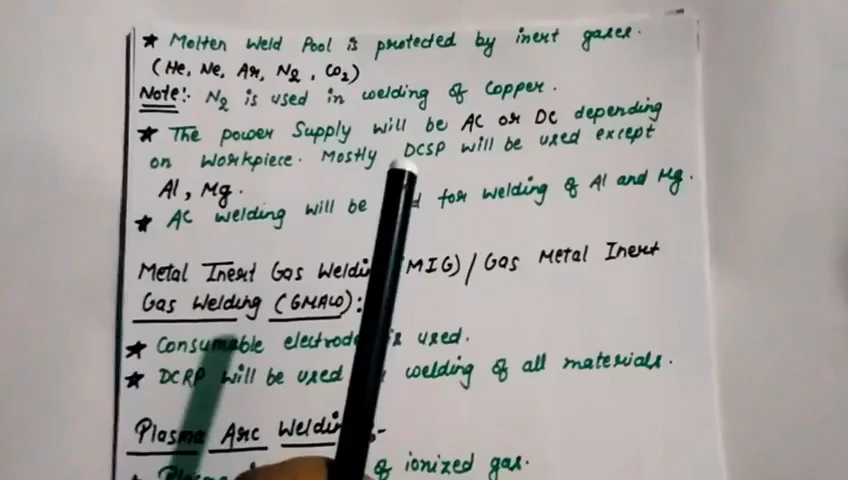 ★ Molten Weld Pool is protected by inert gases.
(He, Ne, Ar, N2, CO2)
Note:- N2 is used in welding of Copper.
★ The power Supply will be AC or DC depending
on Workpiece. Mostly DCSP will be used except
Al, Mg.
★ AC welding will be for welding of Al and Mg.
Metal Inert Gas Welding (MIG) / Gas Metal Inert
Gas Welding (GMAW):
★ Consumable electrode is used.
★ DCRP will be used welding of all materials.
Plasma Arc Welding:-
of ionized gas.